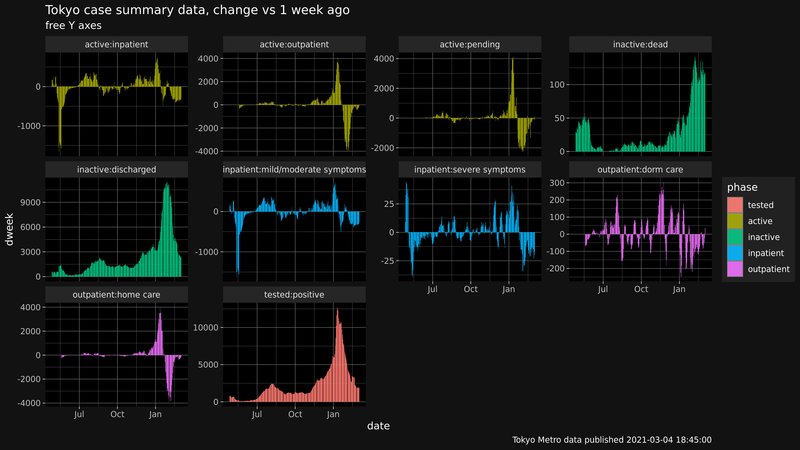 Tokyo case summary data, change vs 1 week ago
free Y axes
active:inpatient
active:outpatient
active:pending
inactive:dead
0
-1000
4000
2000
0
-2000
-4000
4000
2000
0
-2000
100
50
0
inactive:discharged
inpatient:mild/moderate symptoms
inpatient:severe symptoms
outpatient:dorm care
9000
6000
3000
0
0
-1000
25
0
-25
300
200
100
0
-100
-200
Jul Oct Jan
Jul Oct Jan
outpatient:home care
tested:positive
4000
2000
0
-2000
-4000
10000
5000
0
Jul Oct Jan
Jul Oct Jan
dweek
date
phase
tested
active
inactive
inpatient
outpatient
Tokyo Metro data published 2021-03-04 18:45:00